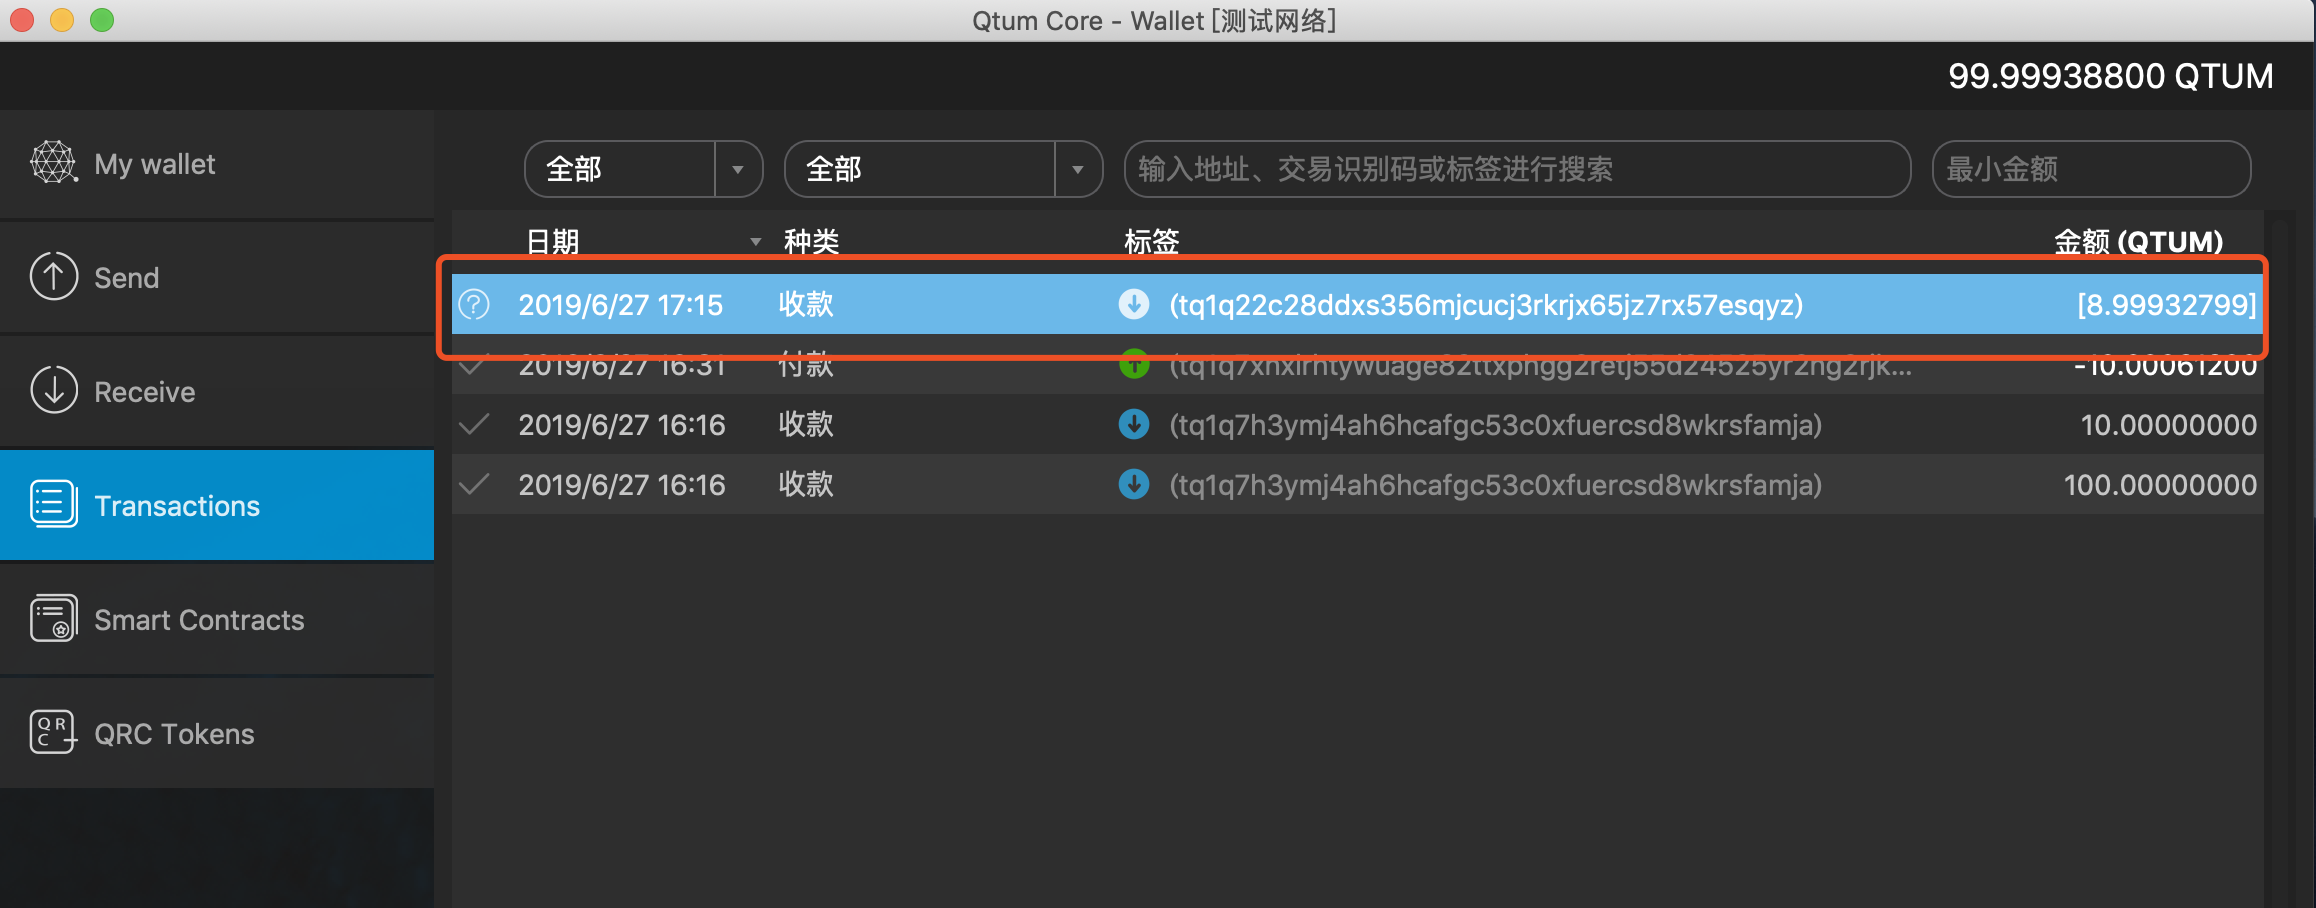 Qtum Core - Wallet [测试网络]
99.99938800 QTUM
My wallet
Send
Receive
Transactions
Smart Contracts
QRC Tokens
全部 全部 输入地址、交易识别码或标签进行搜索 最小金额
日期 种类 标签 金额 (QTUM)
2019/6/27 17:15 收款 (tq1q22c28ddxs356mjcucj3rkrjx65jz7rx57esqyz) [8.99932799]
2019/6/27 16:31 付款 -10.00061200
2019/6/27 16:16 收款 (tq1q7h3ymj4ah6hcafgc53c0xfuercsd8wkrsfamja) 10.00000000
2019/6/27 16:16 收款 (tq1q7h3ymj4ah6hcafgc53c0xfuercsd8wkrsfamja) 100.00000000